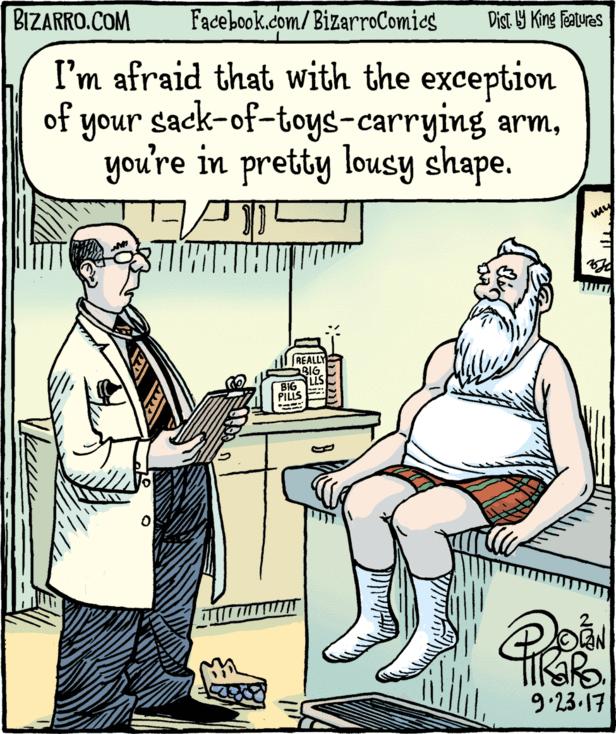 BIZARRO.COM Facebook.com/BizarroComics Dist. by King Features
I'm afraid that with the exception
of your sack-of-toys-carrying arm,
you're in pretty lousy shape.
REALLY
BIG
LLS
BIG
PILLS
© DAN
PIRARO.
9.23.17